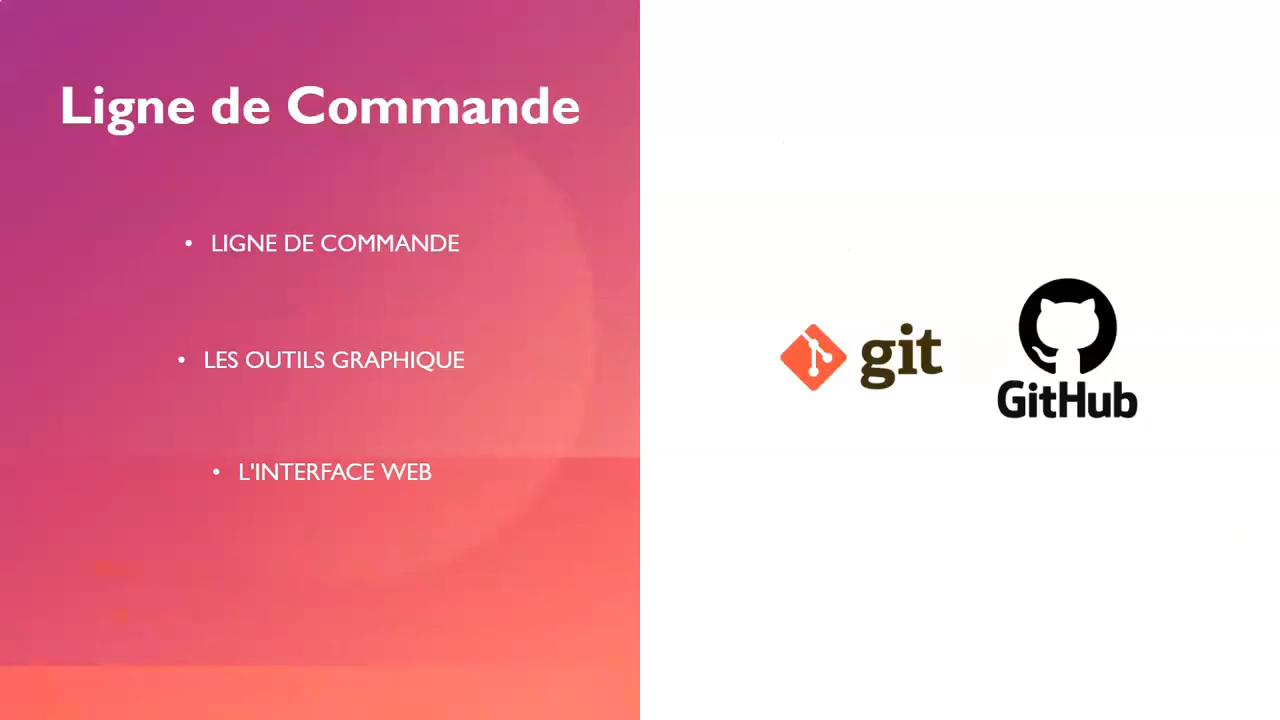 Ligne de Commande
• LIGNE DE COMMANDE
• LES OUTILS GRAPHIQUE
• L'INTERFACE WEB
git
GitHub